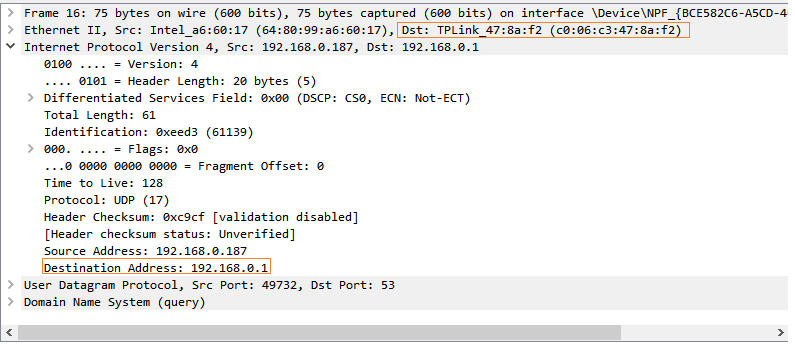 Frame 16: 75 bytes on wire (600 bits), 75 bytes captured (600 bits) on interface \Device\NPF_{BCE582C6-A5CD-4
Ethernet II, Src: Intel_a6:60:17 (64:80:99:a6:60:17), Dst: TPLink_47:8a:f2 (c0:06:c3:47:8a:f2)
Internet Protocol Version 4, Src: 192.168.0.187, Dst: 192.168.0.1
0100 .... = Version: 4
.... 0101 = Header Length: 20 bytes (5)
Differentiated Services Field: 0x00 (DSCP: CS0, ECN: Not-ECT)
Total Length: 61
Identification: 0xeed3 (61139)
000. .... = Flags: 0x0
...0 0000 0000 0000 = Fragment Offset: 0
Time to Live: 128
Protocol: UDP (17)
Header Checksum: 0xc9cf [validation disabled]
[Header checksum status: Unverified]
Source Address: 192.168.0.187
Destination Address: 192.168.0.1
User Datagram Protocol, Src Port: 49732, Dst Port: 53
Domain Name System (query)